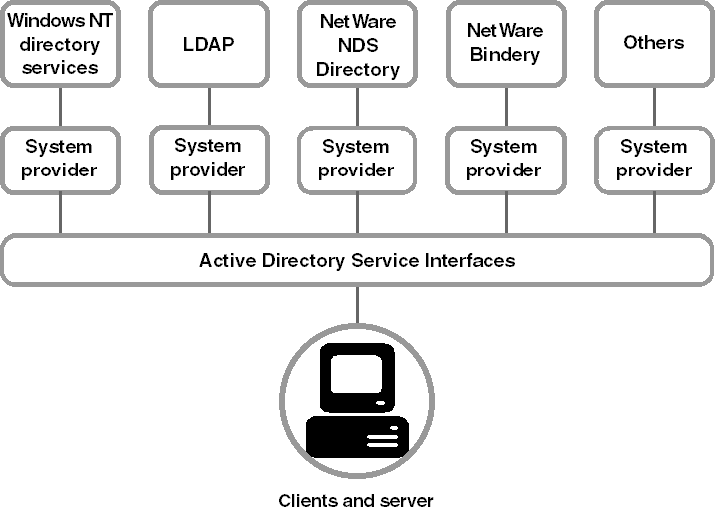 Windows NT
directory
services
LDAP
NetWare
NDS
Directory
NetWare
Bindery
Others
System
provider
System
provider
System
provider
System
provider
System
provider
Active Directory Service Interfaces
Clients and server